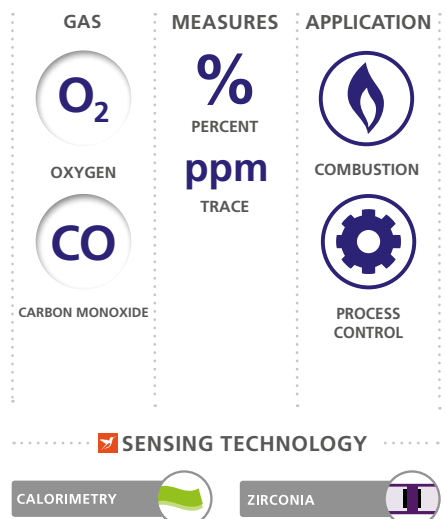 GAS
O2
OXYGEN
CO
CARBON MONOXIDE
MEASURES
%
PERCENT
ppm
TRACE
APPLICATION
COMBUSTION
PROCESS
CONTROL
SENSING TECHNOLOGY
CALORIMETRY
ZIRCONIA